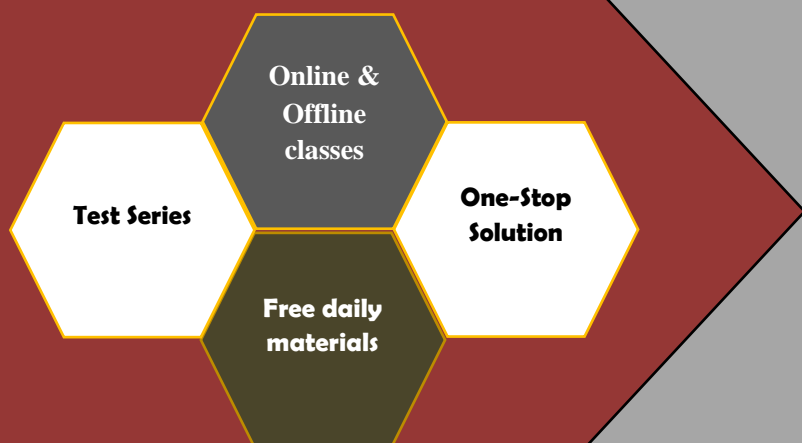 Online &
Offline
classes
Test Series
One-Stop
Solution
Free daily
materials